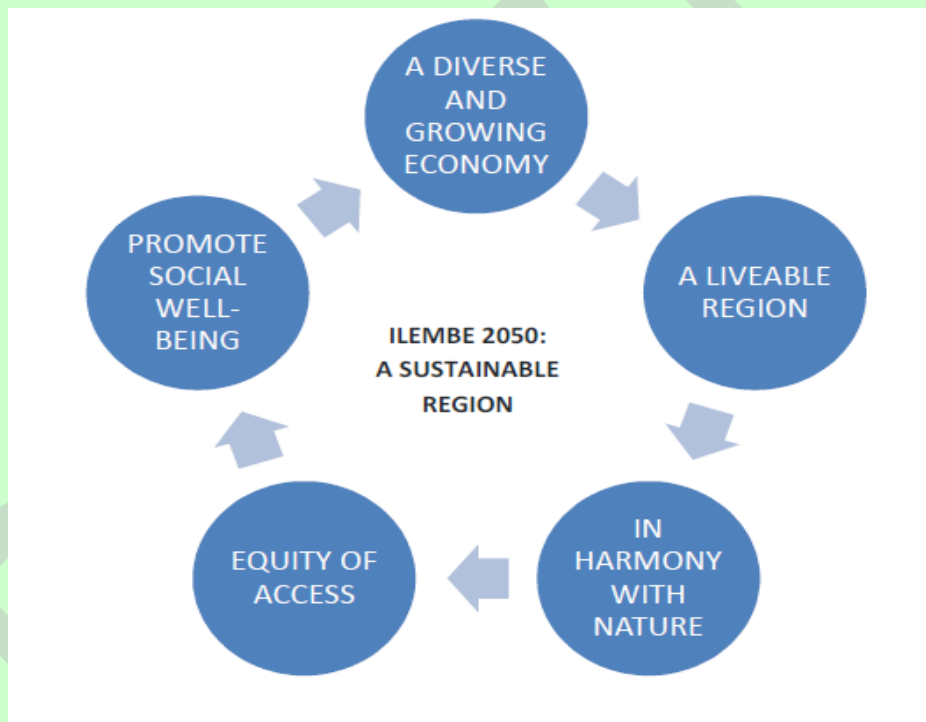 A DIVERSE
AND
GROWING
ECONOMY
A LIVEABLE
REGION
IN
HARMONY
WITH
NATURE
EQUITY OF
ACCESS
PROMOTE
SOCIAL
WELL-
BEING
ILEMBE 2050:
A SUSTAINABLE
REGION